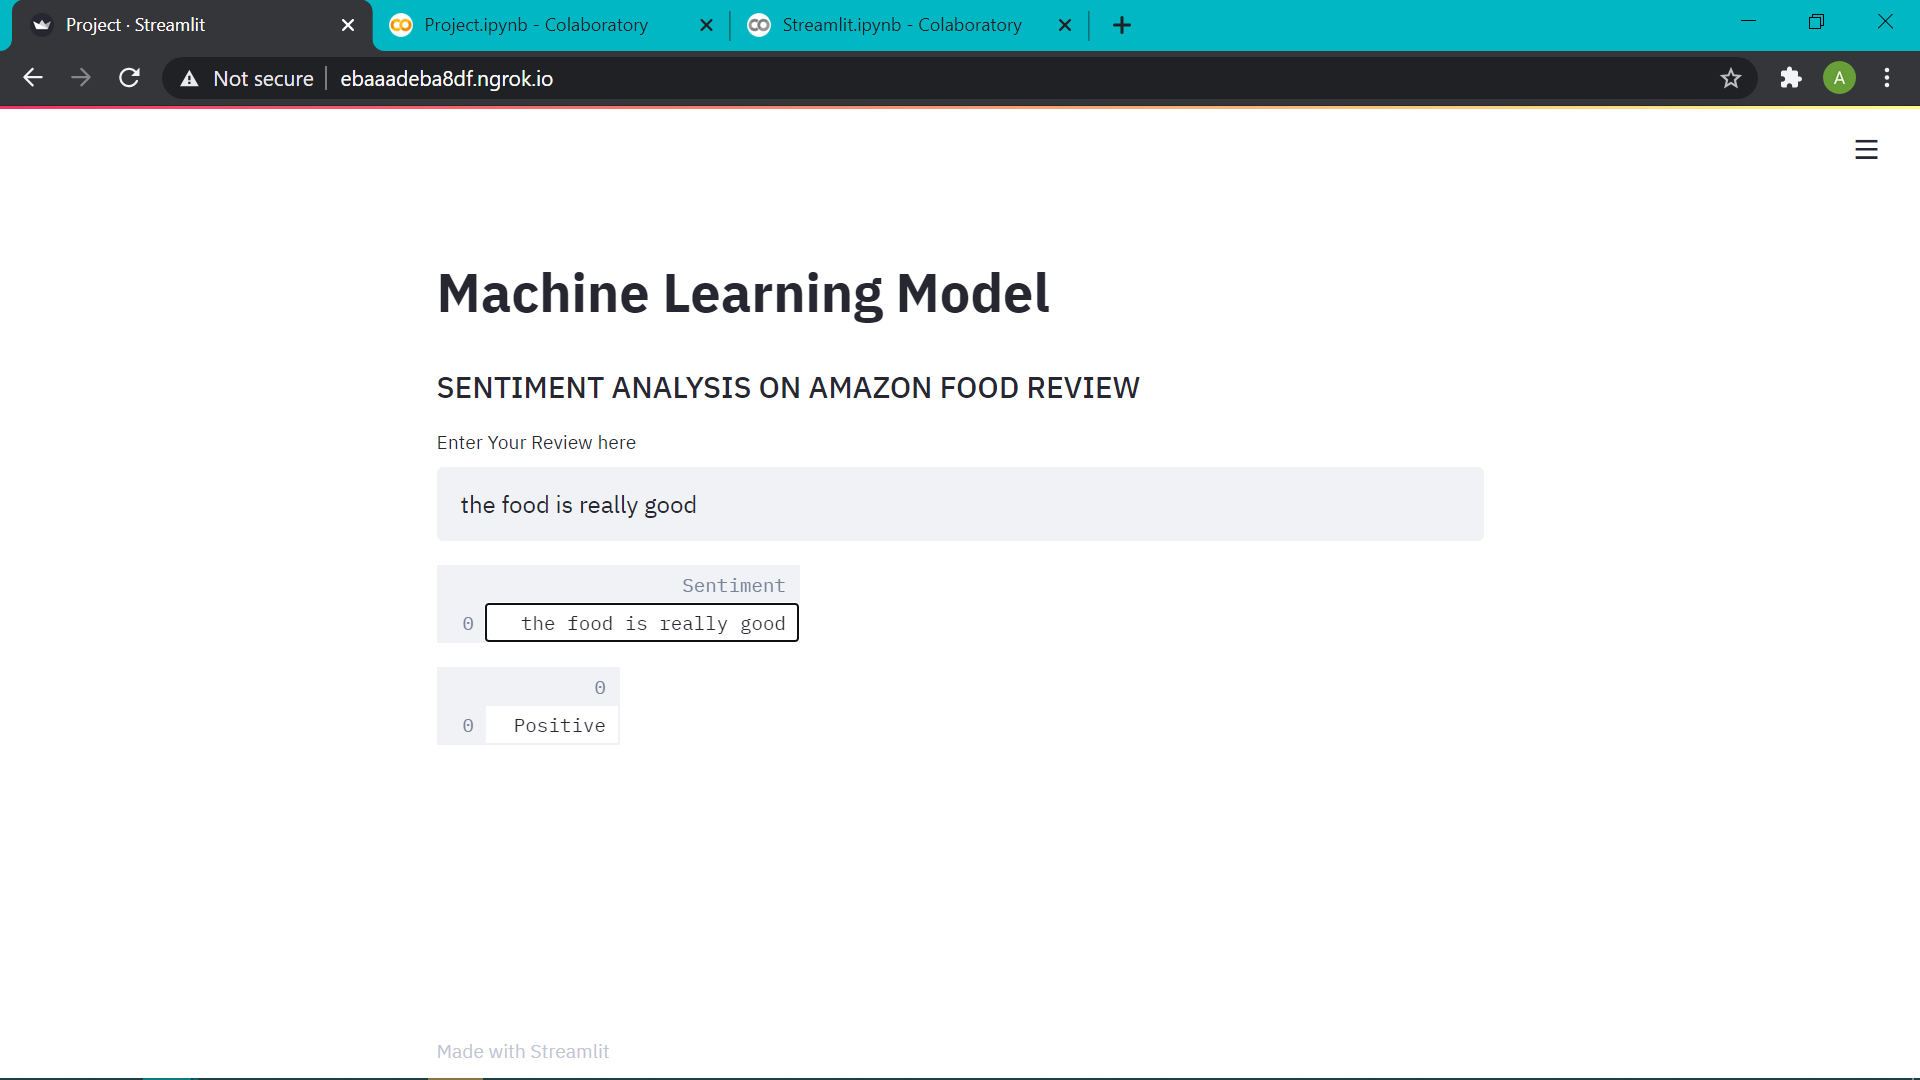 Project · Streamlit
Project.ipynb - Colaboratory
Streamlit.ipynb - Colaboratory
Not secure
ebaaadeba8df.ngrok.io
A
Machine Learning Model
SENTIMENT ANALYSIS ON AMAZON FOOD REVIEW
Enter Your Review here
the food is really good
Sentiment
0 the food is really good
0
0 Positive
Made with Streamlit